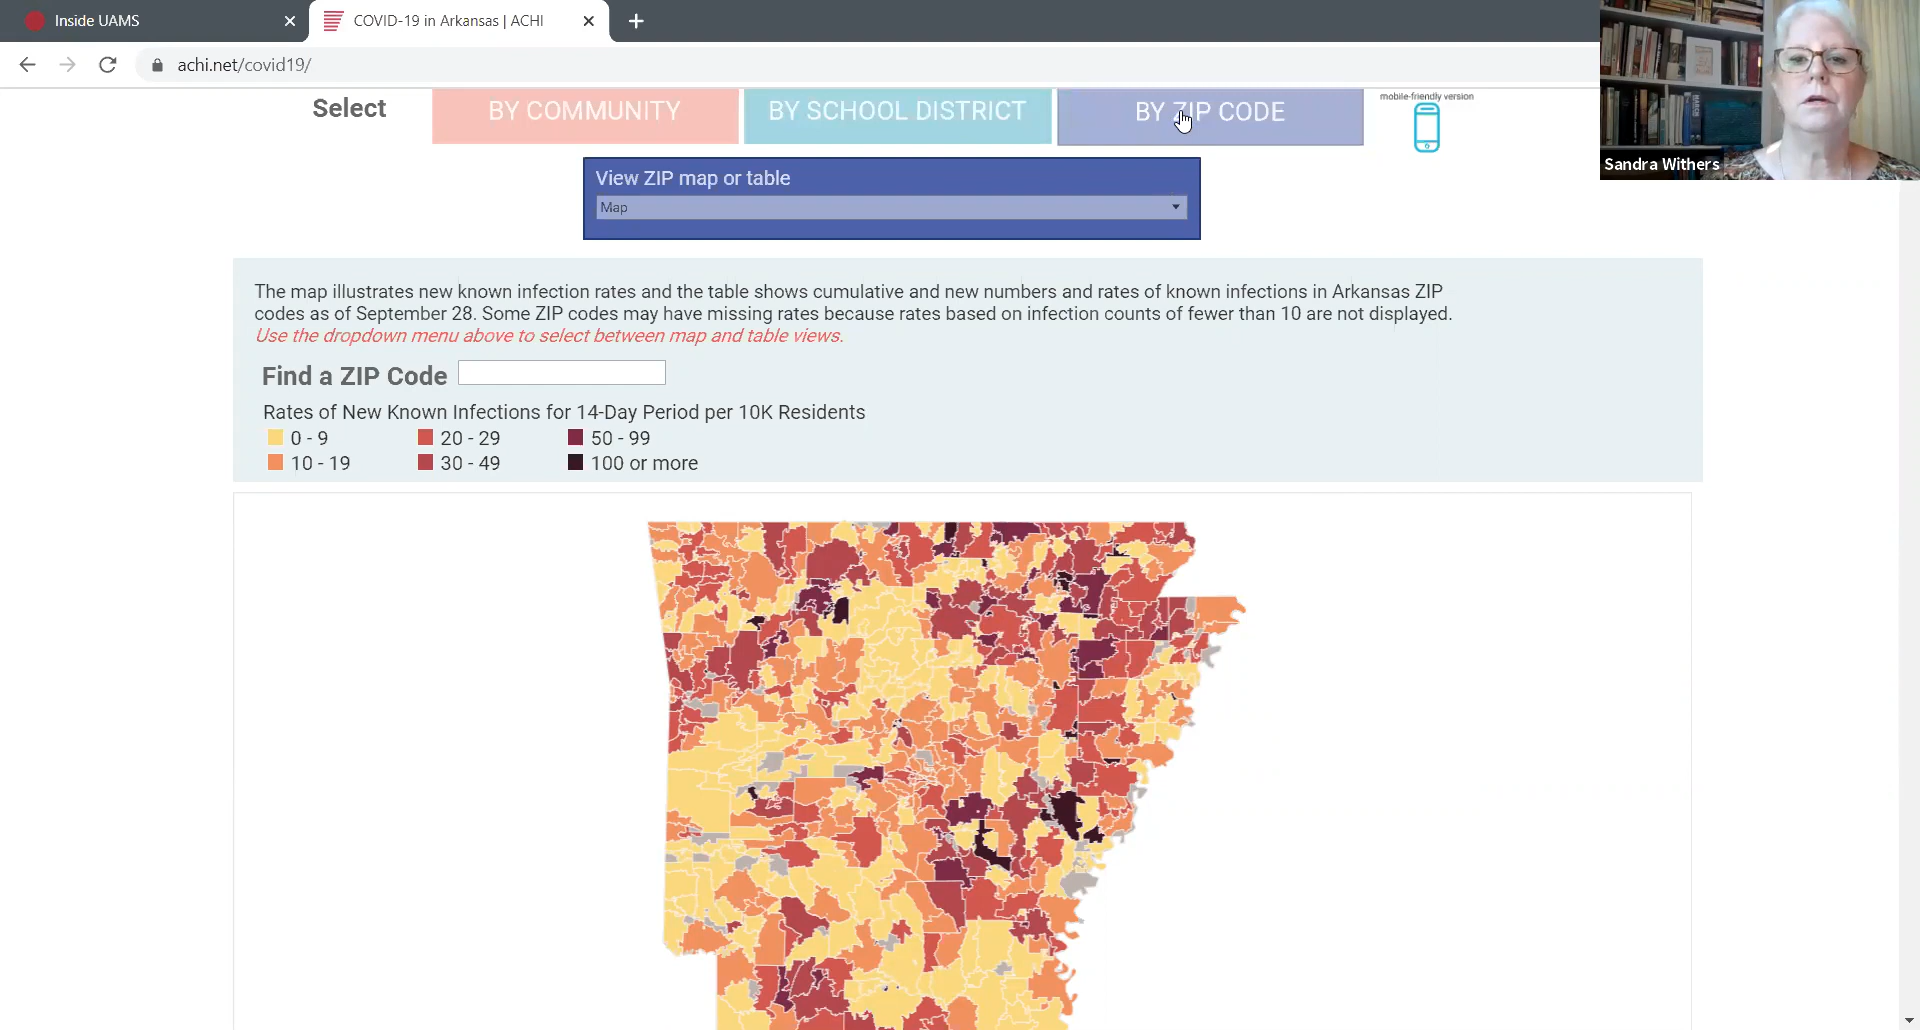 Inside UAMS
COVID-19 in Arkansas | ACHI
achi.net/covid19/
Select
BY COMMUNITY
BY SCHOOL DISTRICT
BY ZIP CODE
mobile-friendly version
Sandra Withers
View ZIP map or table
Map
The map illustrates new known infection rates and the table shows cumulative and new numbers and rates of known infections in Arkansas ZIP
codes as of September 28. Some ZIP codes may have missing rates because rates based on infection counts of fewer than 10 are not displayed.
Use the dropdown menu above to select between map and table views.
Find a ZIP Code
Rates of New Known Infections for 14-Day Period per 10K Residents
0 - 9
20 - 29
50 - 99
10 - 19
30 - 49
100 or more